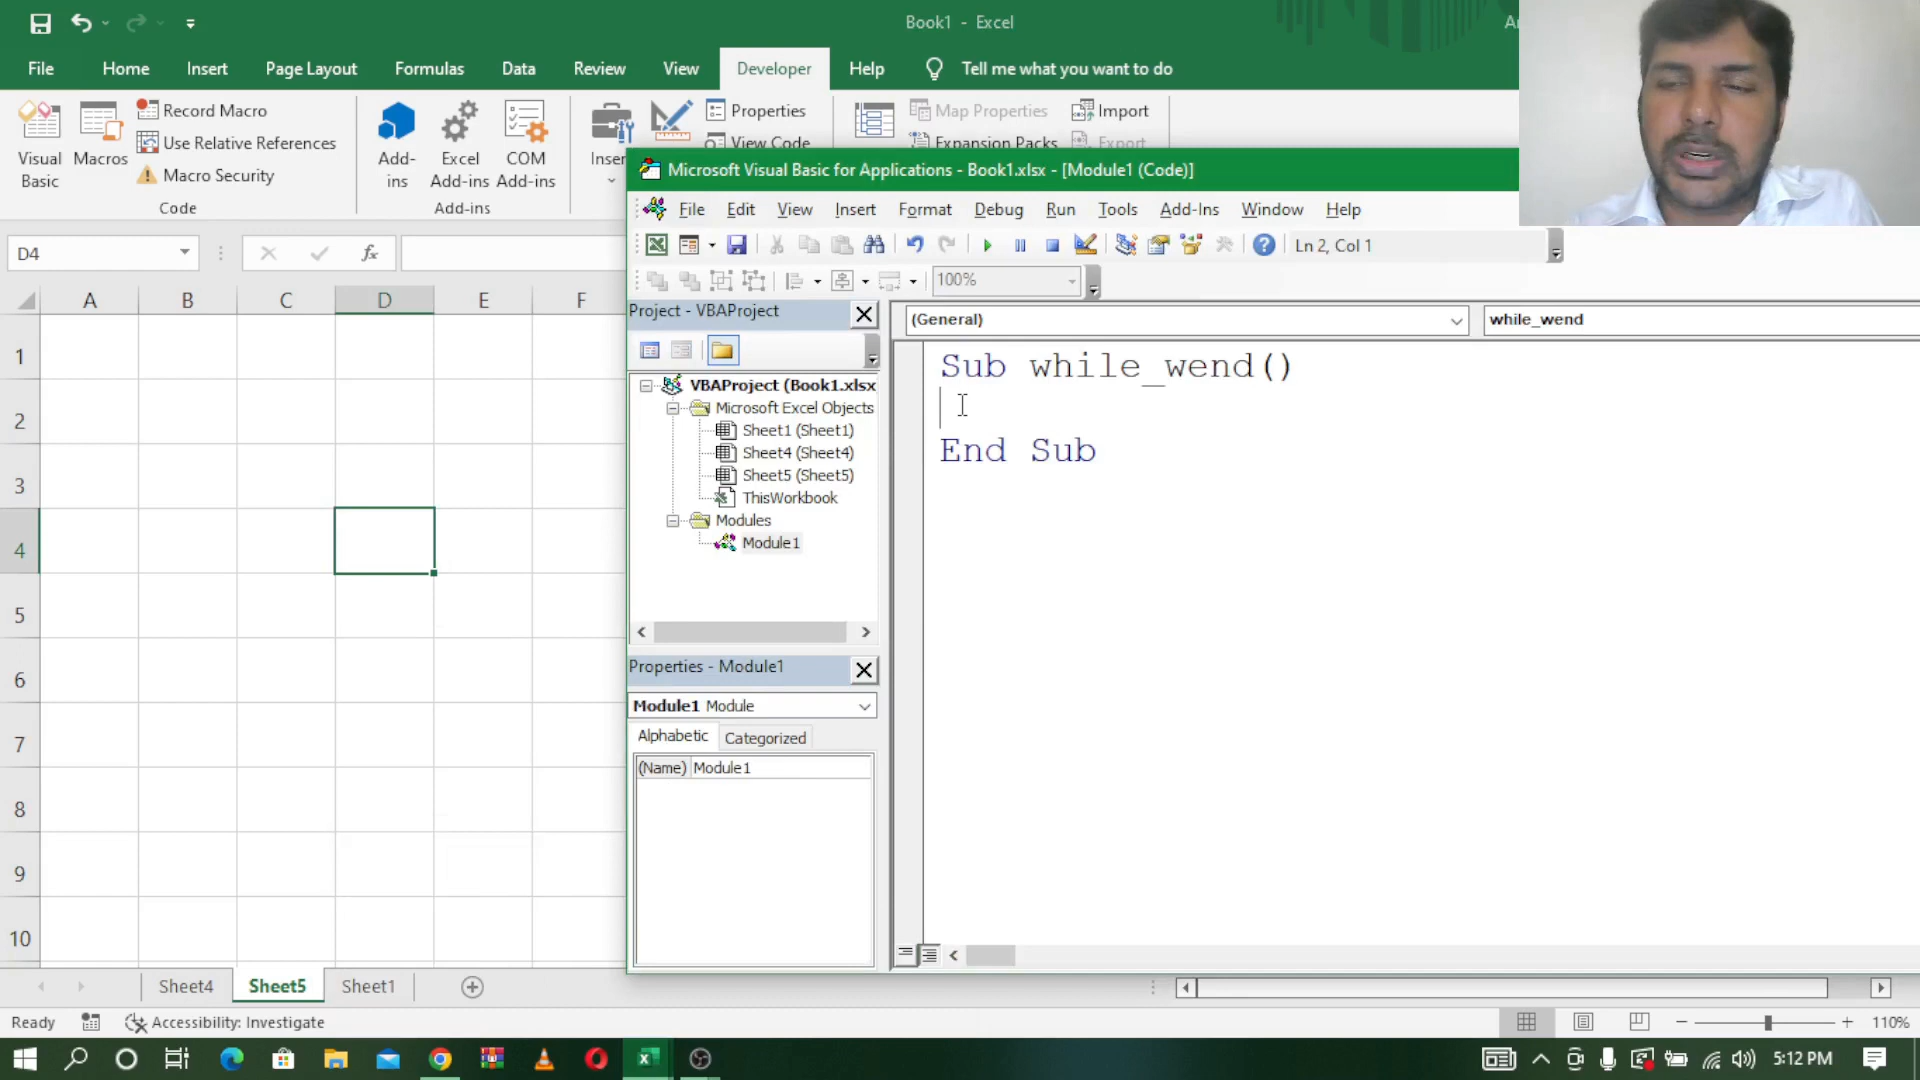 Book1 - Excel
File Home Insert Page Layout Formulas Data Review View Developer Help Tell me what you want to do
Visual Basic
Macros
Record Macro
Use Relative References
Macro Security
Code
Add-ins
Excel Add-ins
COM Add-ins
Add-ins
Properties
View Code
Map Properties
Expansion Packs
Import
Export
Microsoft Visual Basic for Applications - Book1.xlsx - [Module1 (Code)]
File Edit View Insert Format Debug Run Tools Add-Ins Window Help
Ln 2, Col 1
100%
D4
fx
A B C D E F
1
2
3
4
5
6
7
8
9
10
Project - VBAProject
VBAProject (Book1.xlsx
Microsoft Excel Objects
Sheet1 (Sheet1)
Sheet4 (Sheet4)
Sheet5 (Sheet5)
ThisWorkbook
Modules
Module1
Properties - Module1
Module1 Module
Alphabetic Categorized
(Name) Module1
(General) while_wend
Sub while_wend()
End Sub
Sheet4 Sheet5 Sheet1
Ready Accessibility: Investigate 110%
5:12 PM